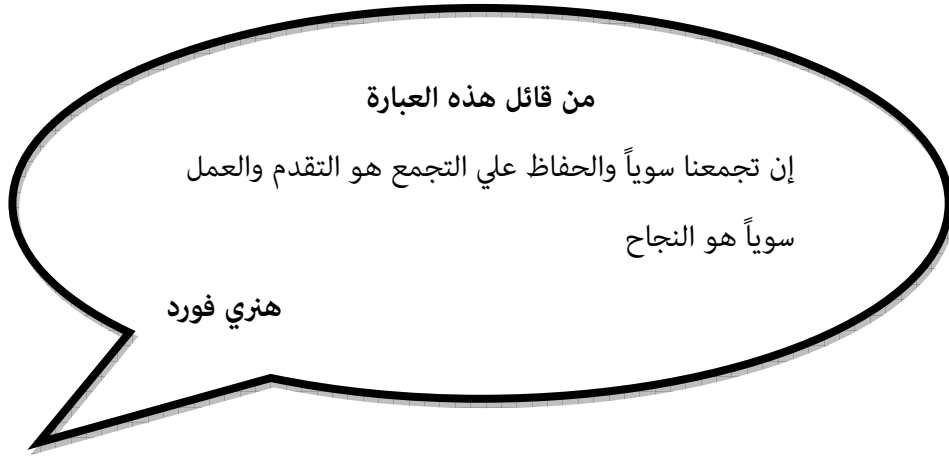 من قائل هذه العبارة
إن تجمعنا سوياً والحفاظ علي التجمع هو التقدم والعمل
سوياً هو النجاح
هنري فورد